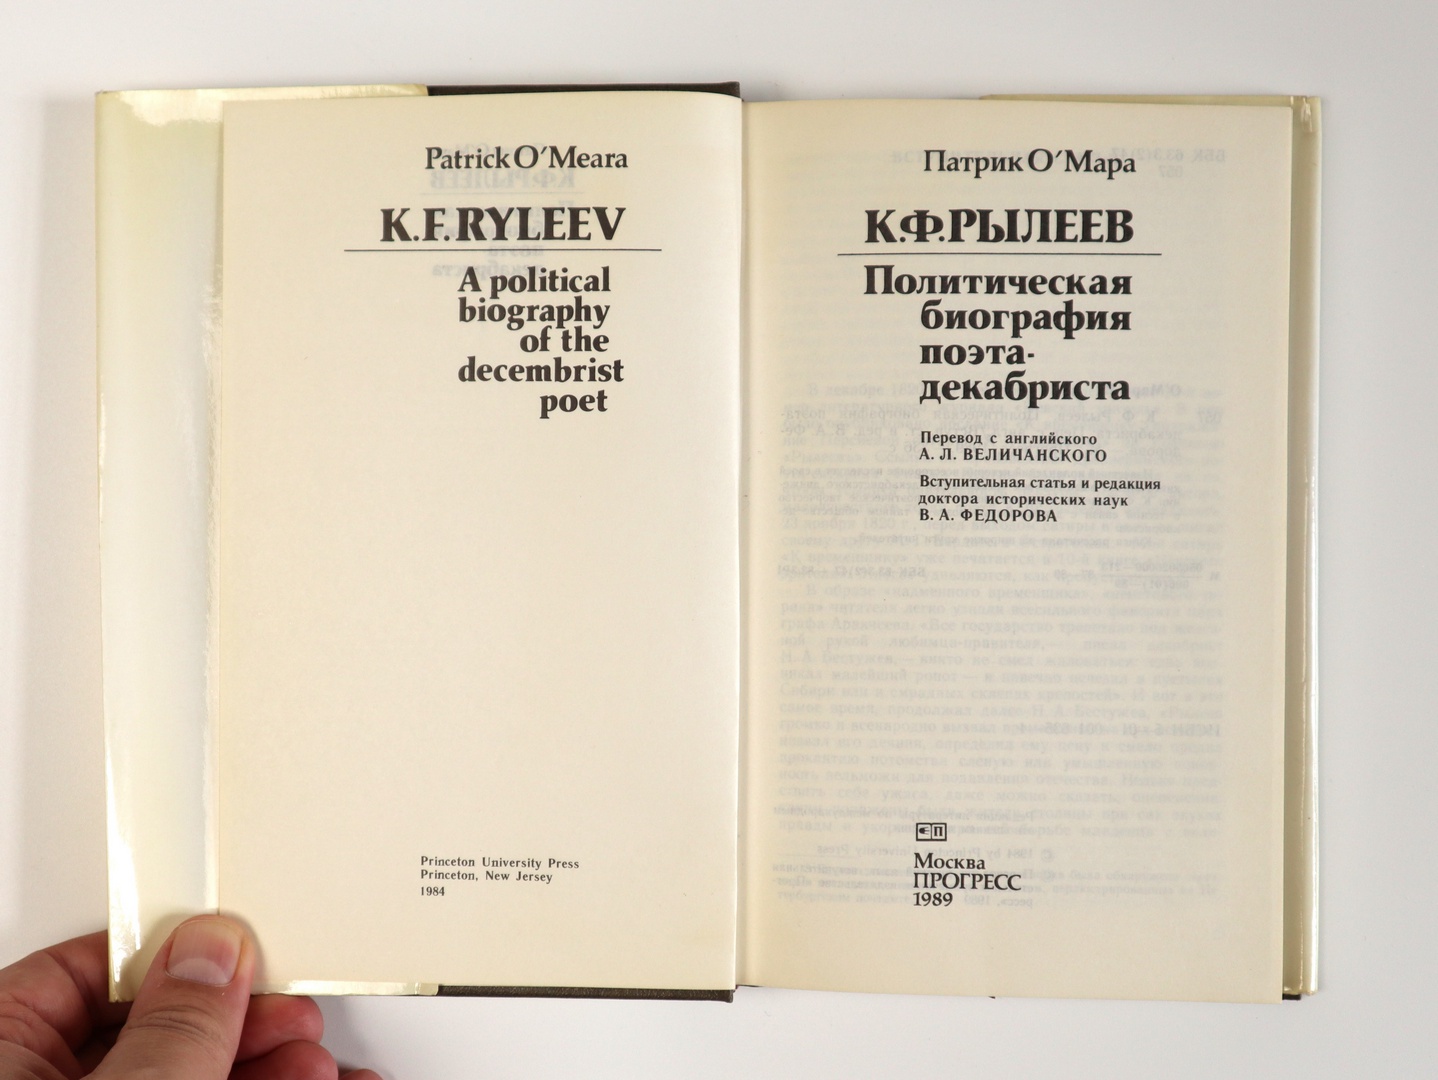 Patrick O'Meara
K.F.RYLEEV
A political
biography
of the
decembrist
poet
Princeton University Press
Princeton, New Jersey
1984
Патрик О'Мара
К.Ф.РЫЛЕЕВ
Политическая
биография
поэта-
декабриста
Перевод с английского
А. Л. ВЕЛИЧАНСКОГО
Вступительная статья и редакция
доктора исторических наук
В. А. ФЕДОРОВА
Москва
ПРОГРЕСС
1989